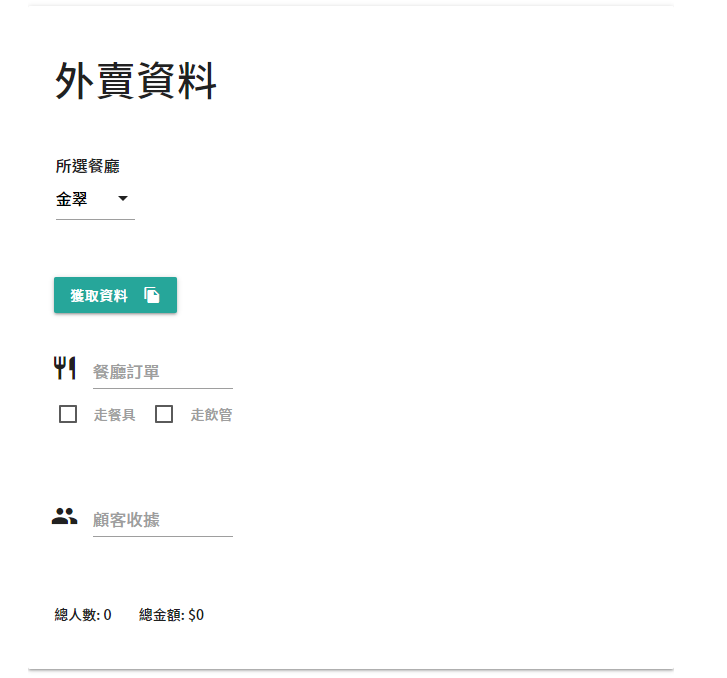 外賣資料
所選餐廳
金翠
獲取資料
餐廳訂單
走餐具 走飲管
顧客收據
總人數: 0 總金額: $0